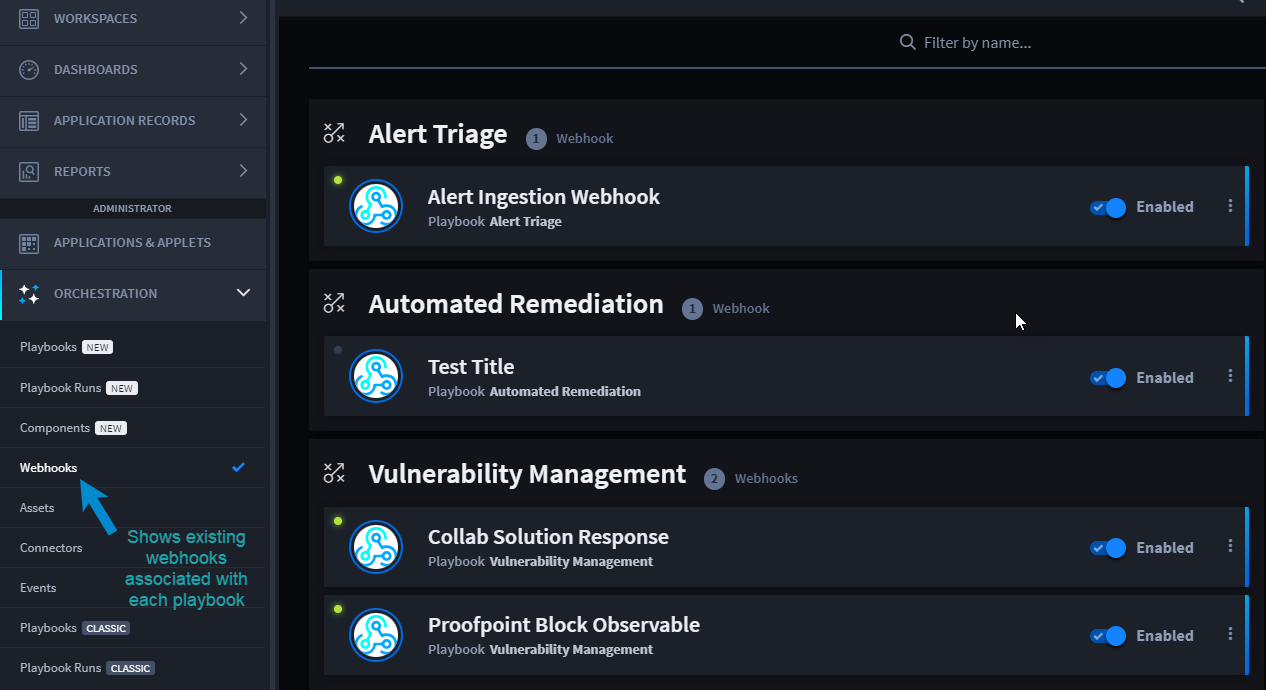 WORKSPACES
DASHBOARDS
APPLICATION RECORDS
REPORTS
ADMINISTRATOR
APPLICATIONS & APPLETS
ORCHESTRATION
Playbooks NEW
Playbook Runs NEW
Components NEW
Webhooks
Assets
Connectors
Events
Playbooks CLASSIC
Playbook Runs CLASSIC
Shows existing
webhooks
associated with
each playbook
Filter by name...
Alert Triage 1 Webhook
Alert Ingestion Webhook
Playbook Alert Triage
Enabled
Automated Remediation 1 Webhook
Test Title
Playbook Automated Remediation
Enabled
Vulnerability Management 2 Webhooks
Collab Solution Response
Playbook Vulnerability Management
Enabled
Proofpoint Block Observable
Playbook Vulnerability Management
Enabled